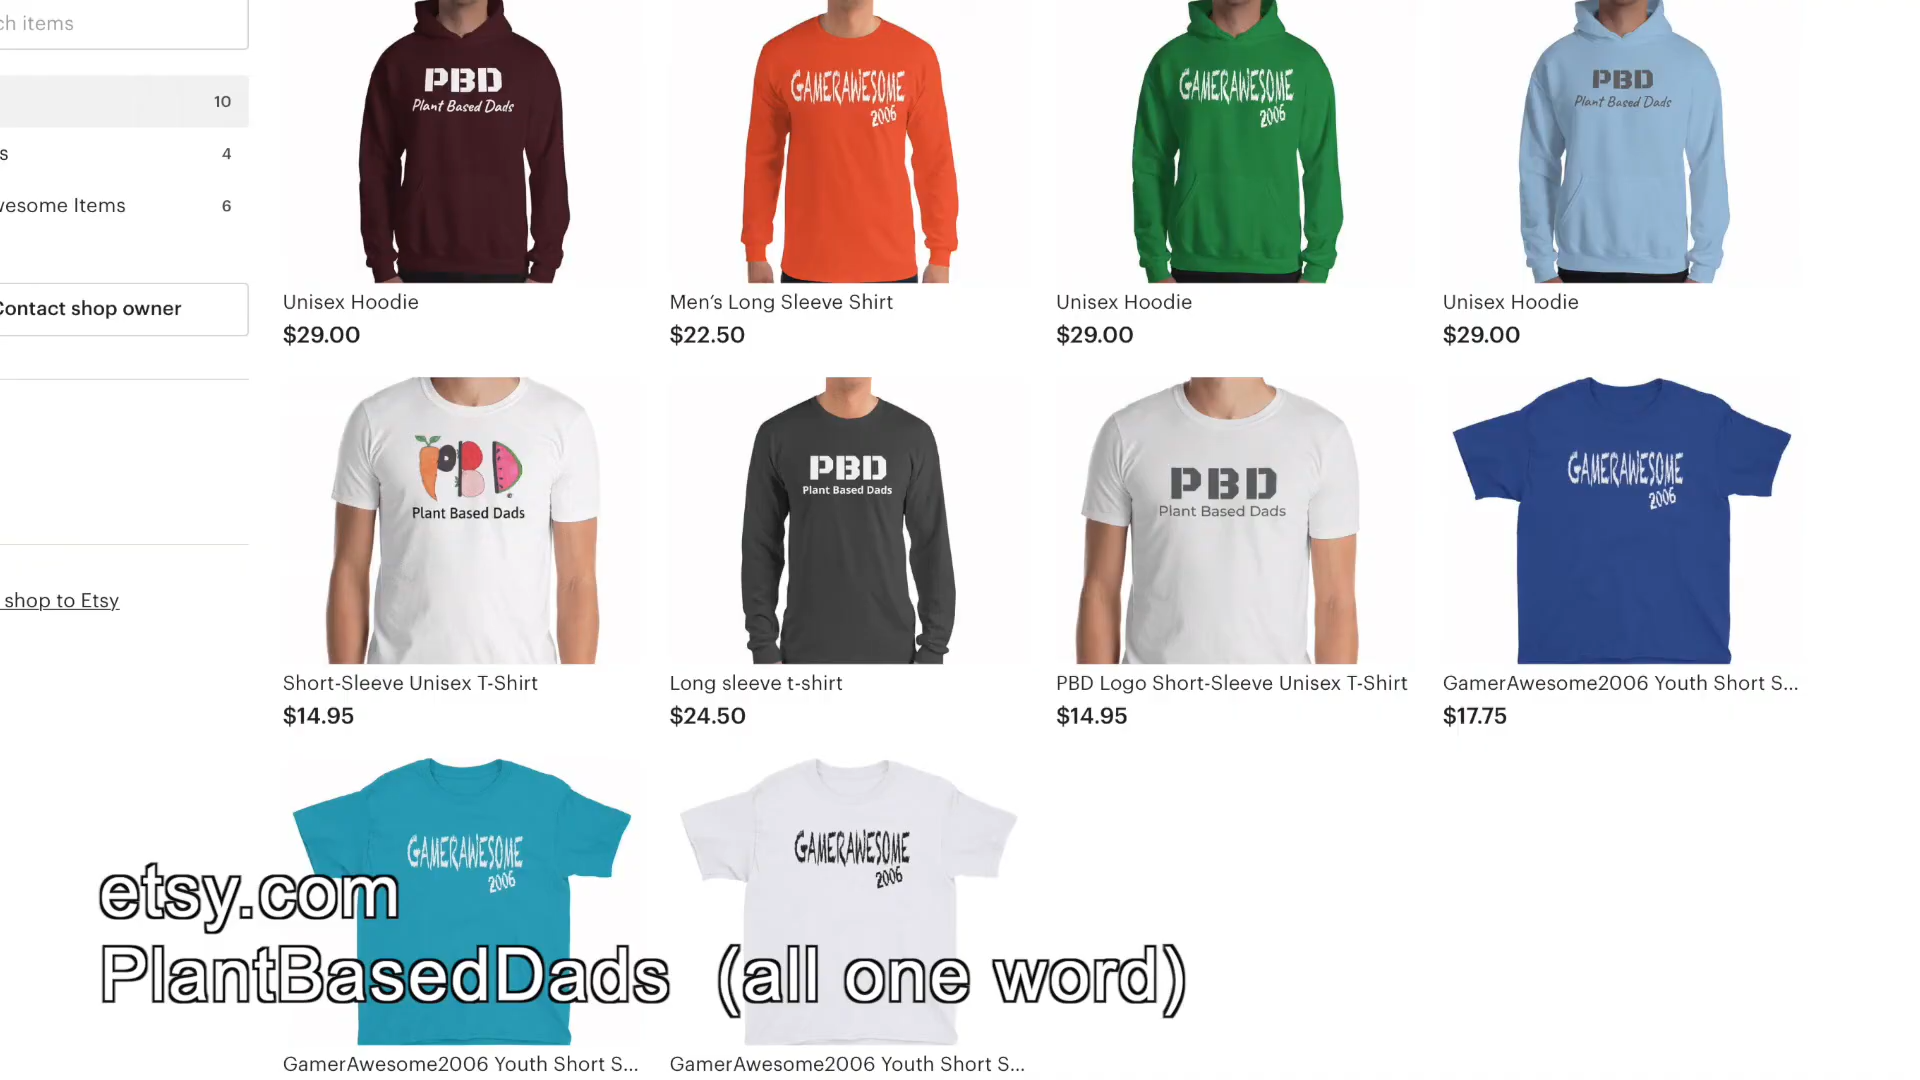 ch items
10
s
4
wesome Items
6
Contact shop owner
shop to Etsy
PBD
Plant Based Dads
GAMERAWESOME
2006
GAMERAWESOME
2006
PBD
Plant Based Dads
Unisex Hoodie
$29.00
Men's Long Sleeve Shirt
$22.50
Unisex Hoodie
$29.00
Unisex Hoodie
$29.00
PBD
Plant Based Dads
PBD
Plant Based Dads
PBD
Plant Based Dads
GAMERAWESOME
2006
Short-Sleeve Unisex T-Shirt
$14.95
Long sleeve t-shirt
$24.50
PBD Logo Short-Sleeve Unisex T-Shirt
$14.95
GamerAwesome2006 Youth Short S...
$17.75
GAMERAWESOME
2006
GAMERAWESOME
2006
etsy.com
PlantBasedDads (all one word)
GamerAwesome2006 Youth Short S...
GamerAwesome2006 Youth Short S...